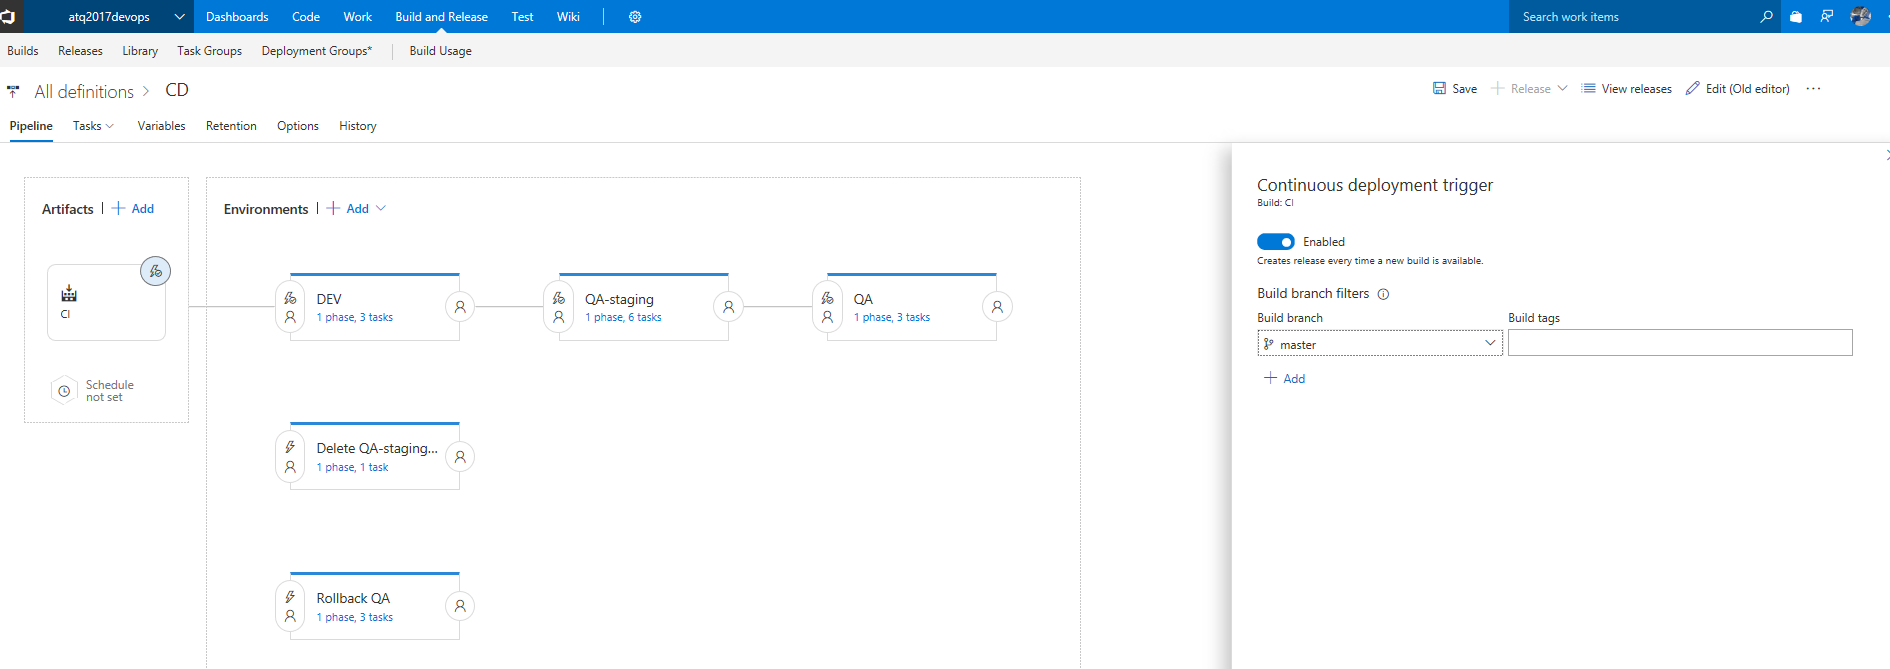 atq2017devops Dashboards Code Work Build and Release Test Wiki Search work items
Builds Releases Library Task Groups Deployment Groups* Build Usage
All definitions > CD
Save Release View releases Edit (Old editor) ...
Pipeline Tasks Variables Retention Options History
Artifacts | + Add
CI
Schedule
not set
Environments | + Add
DEV
1 phase, 3 tasks
QA-staging
1 phase, 6 tasks
QA
1 phase, 3 tasks
Delete QA-staging...
1 phase, 1 task
Rollback QA
1 phase, 3 tasks
Continuous deployment trigger
Build: CI
Enabled
Creates release every time a new build is available.
Build branch filters
Build branch Build tags
master
+ Add